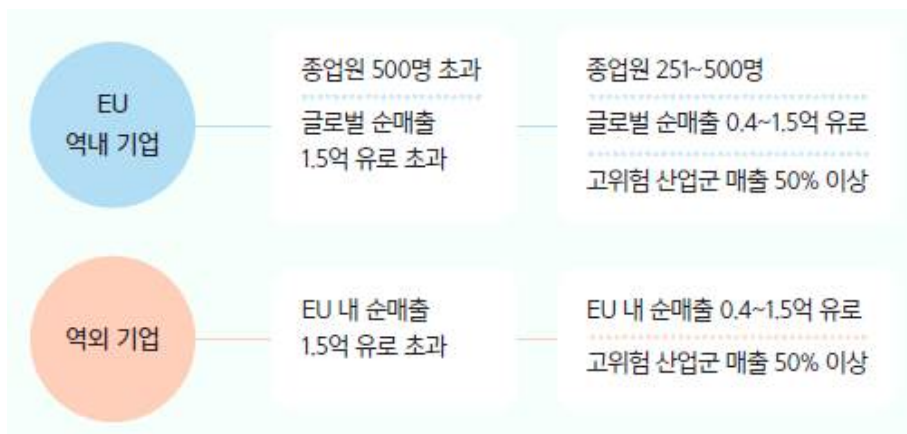 EU
역내 기업
종업원 500명 초과
글로벌 순매출
1.5억 유로 초과
종업원 251~500명
글로벌 순매출 0.4~1.5억 유로
고위험 산업군 매출 50% 이상
역외 기업
EU 내 순매출
1.5억 유로 초과
EU 내 순매출 0.4~1.5억 유로
고위험 산업군 매출 50% 이상